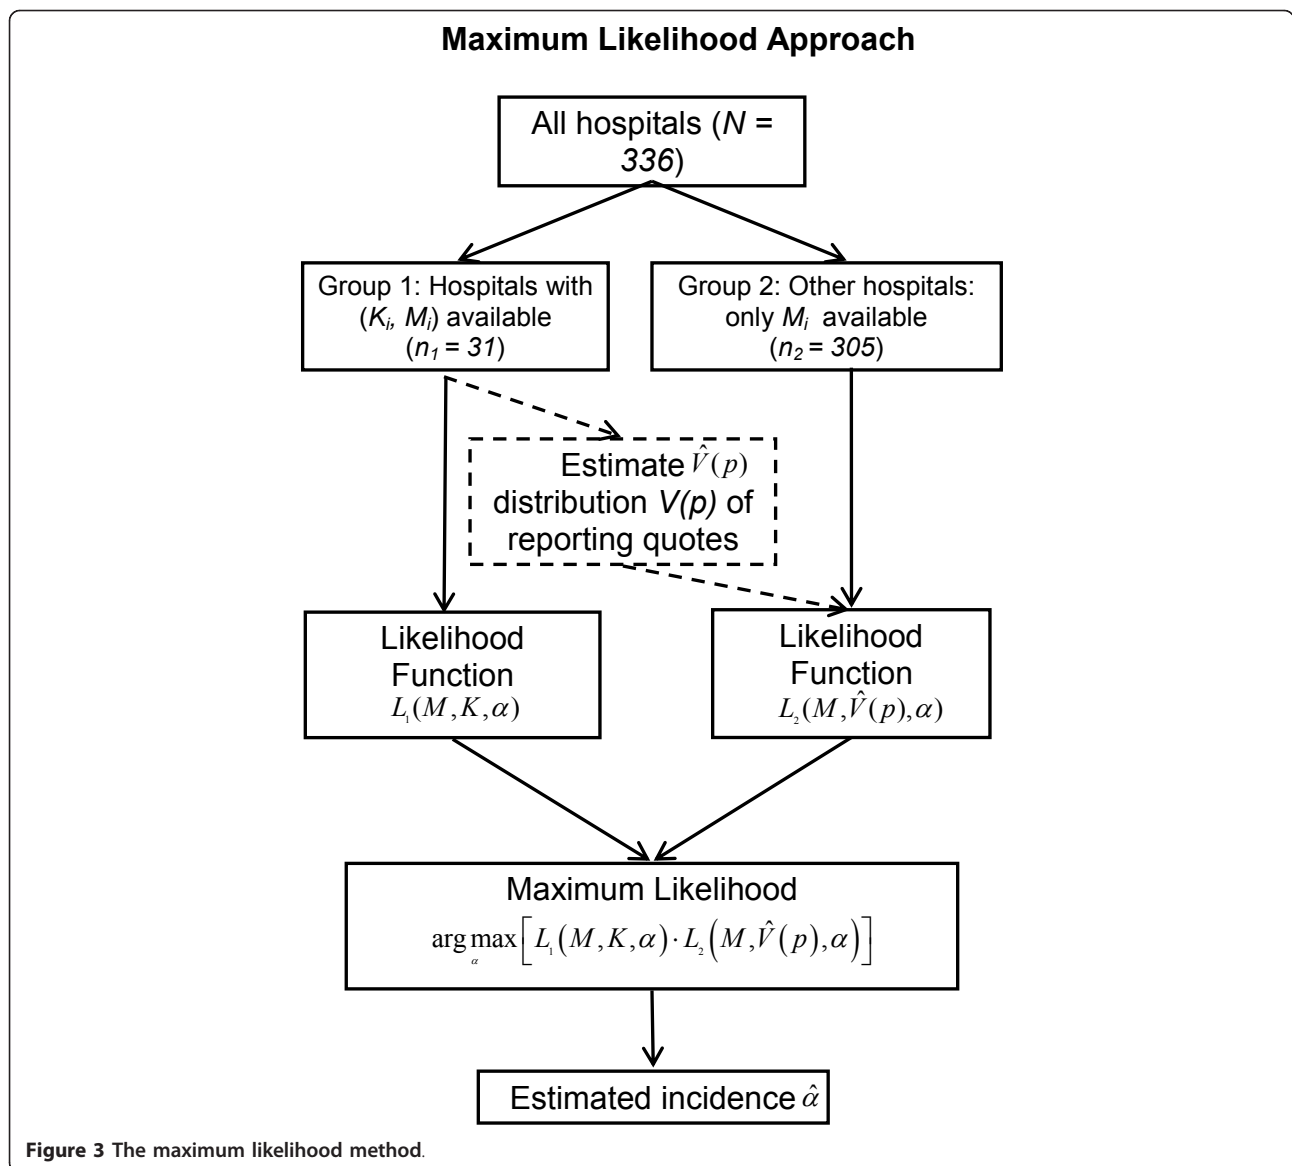 Maximum Likelihood Approach
All hospitals (N =
336)
Group 1: Hospitals with
(Kᵢ, Mᵢ) available
(n₁ = 31)
Group 2: Other hospitals:
only Mᵢ available
(n₂ = 305)
Estimate V̂(p)
distribution V(p) of
reporting quotes
Likelihood
Function
L₁(M, K, α)
Likelihood
Function
L₂(M, V̂(p), α)
Maximum Likelihood
arg max[L₁(M, K, α) · L₂(M, V̂(p), α)]
α
Estimated incidence α̂
Figure 3 The maximum likelihood method.